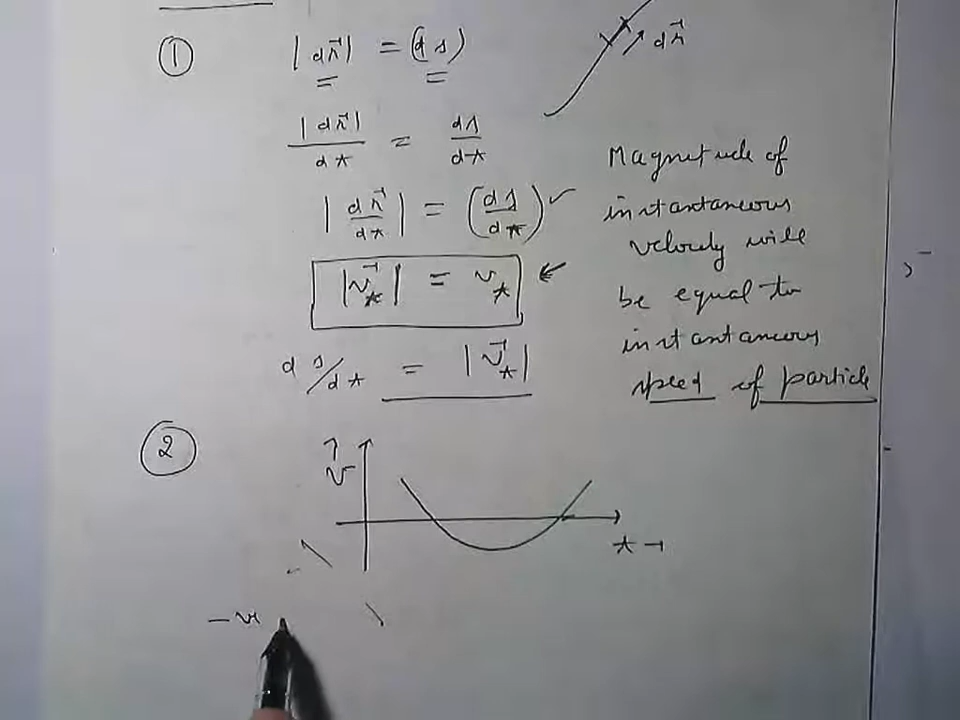 ①
|dr⃗| = (ds)
dr⃗
|dr⃗|/dt = ds/dt
|dr⃗/dt| = (ds/dt) ✓
|v⃗t| = vt
ds/dt = |v⃗t|
Magnitude of
instantaneous
velocity will
be equal to
instantaneous
speed of particle
②
v⃗
t →
-ve